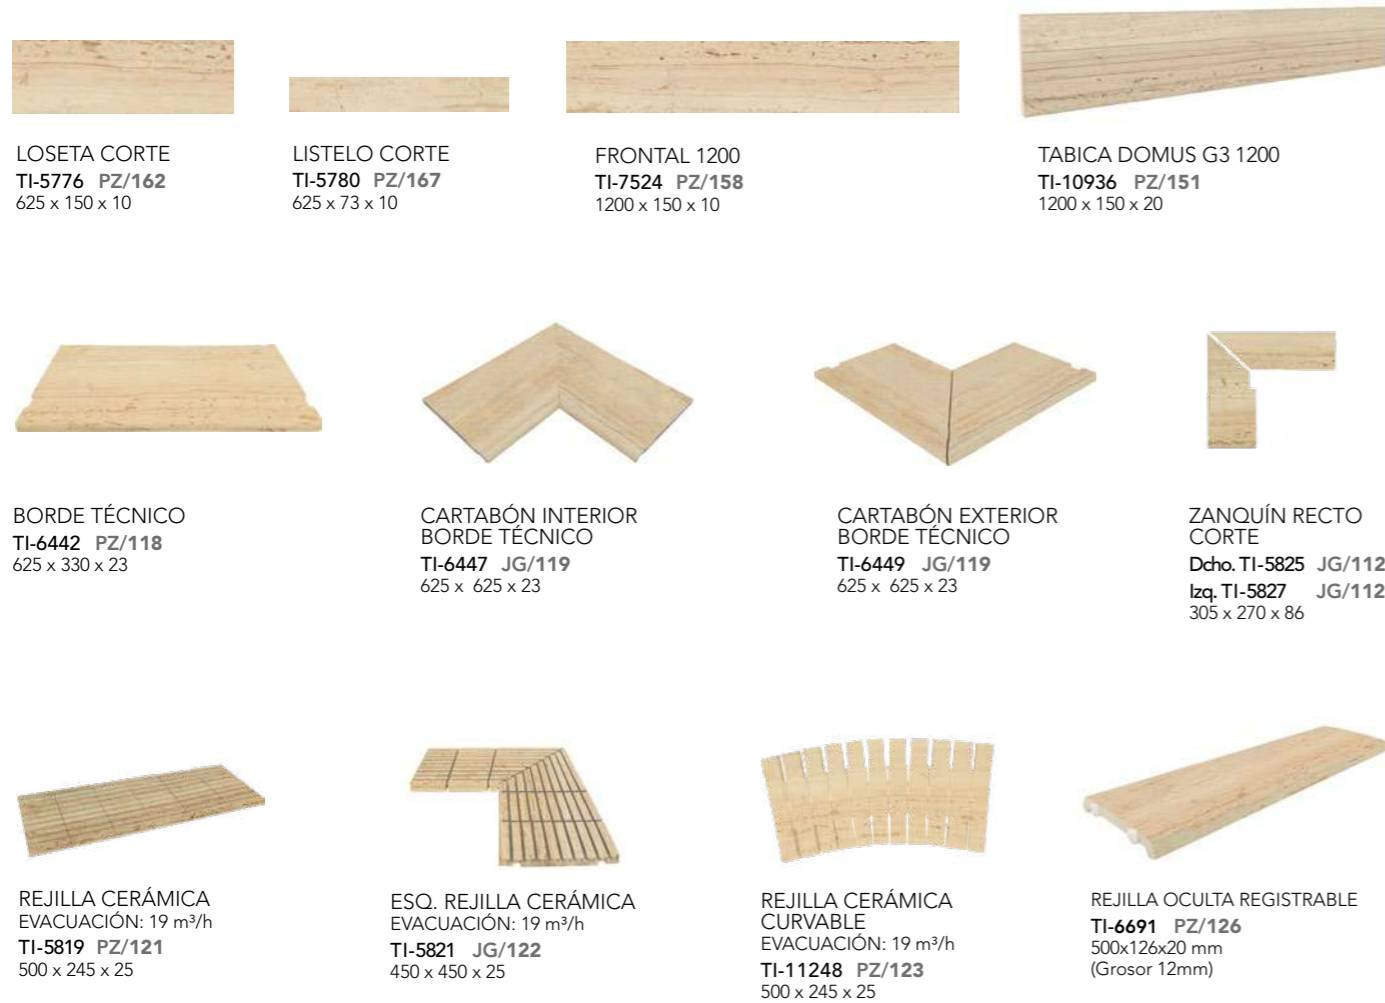 LOSETA CORTE
TI-5776 PZ/162
625 x 150 x 10
LISTELO CORTE
TI-5780 PZ/167
625 x 73 x 10
FRONTAL 1200
TI-7524 PZ/158
1200 x 150 x 10
TABICA DOMUS G3 1200
TI-10936 PZ/151
1200 x 150 x 20
BORDE TÉCNICO
TI-6442 PZ/118
625 x 330 x 23
CARTABÓN INTERIOR
BORDE TÉCNICO
TI-6447 JG/119
625 x 625 x 23
CARTABÓN EXTERIOR
BORDE TÉCNICO
TI-6449 JG/119
625 x 625 x 23
ZANQUÍN RECTO
CORTE
Dcho. TI-5825 JG/112
Izq. TI-5827 JG/112
305 x 270 x 86
REJILLA CERÁMICA
EVACUACIÓN: 19 m³/h
TI-5819 PZ/121
500 x 245 x 25
ESQ. REJILLA CERÁMICA
EVACUACIÓN: 19 m³/h
TI-5821 JG/122
450 x 450 x 25
REJILLA CERÁMICA
CURVABLE
EVACUACIÓN: 19 m³/h
TI-11248 PZ/123
500 x 245 x 25
REJILLA OCULTA REGISTRABLE
TI-6691 PZ/126
500x126x20 mm
(Grosor 12mm)